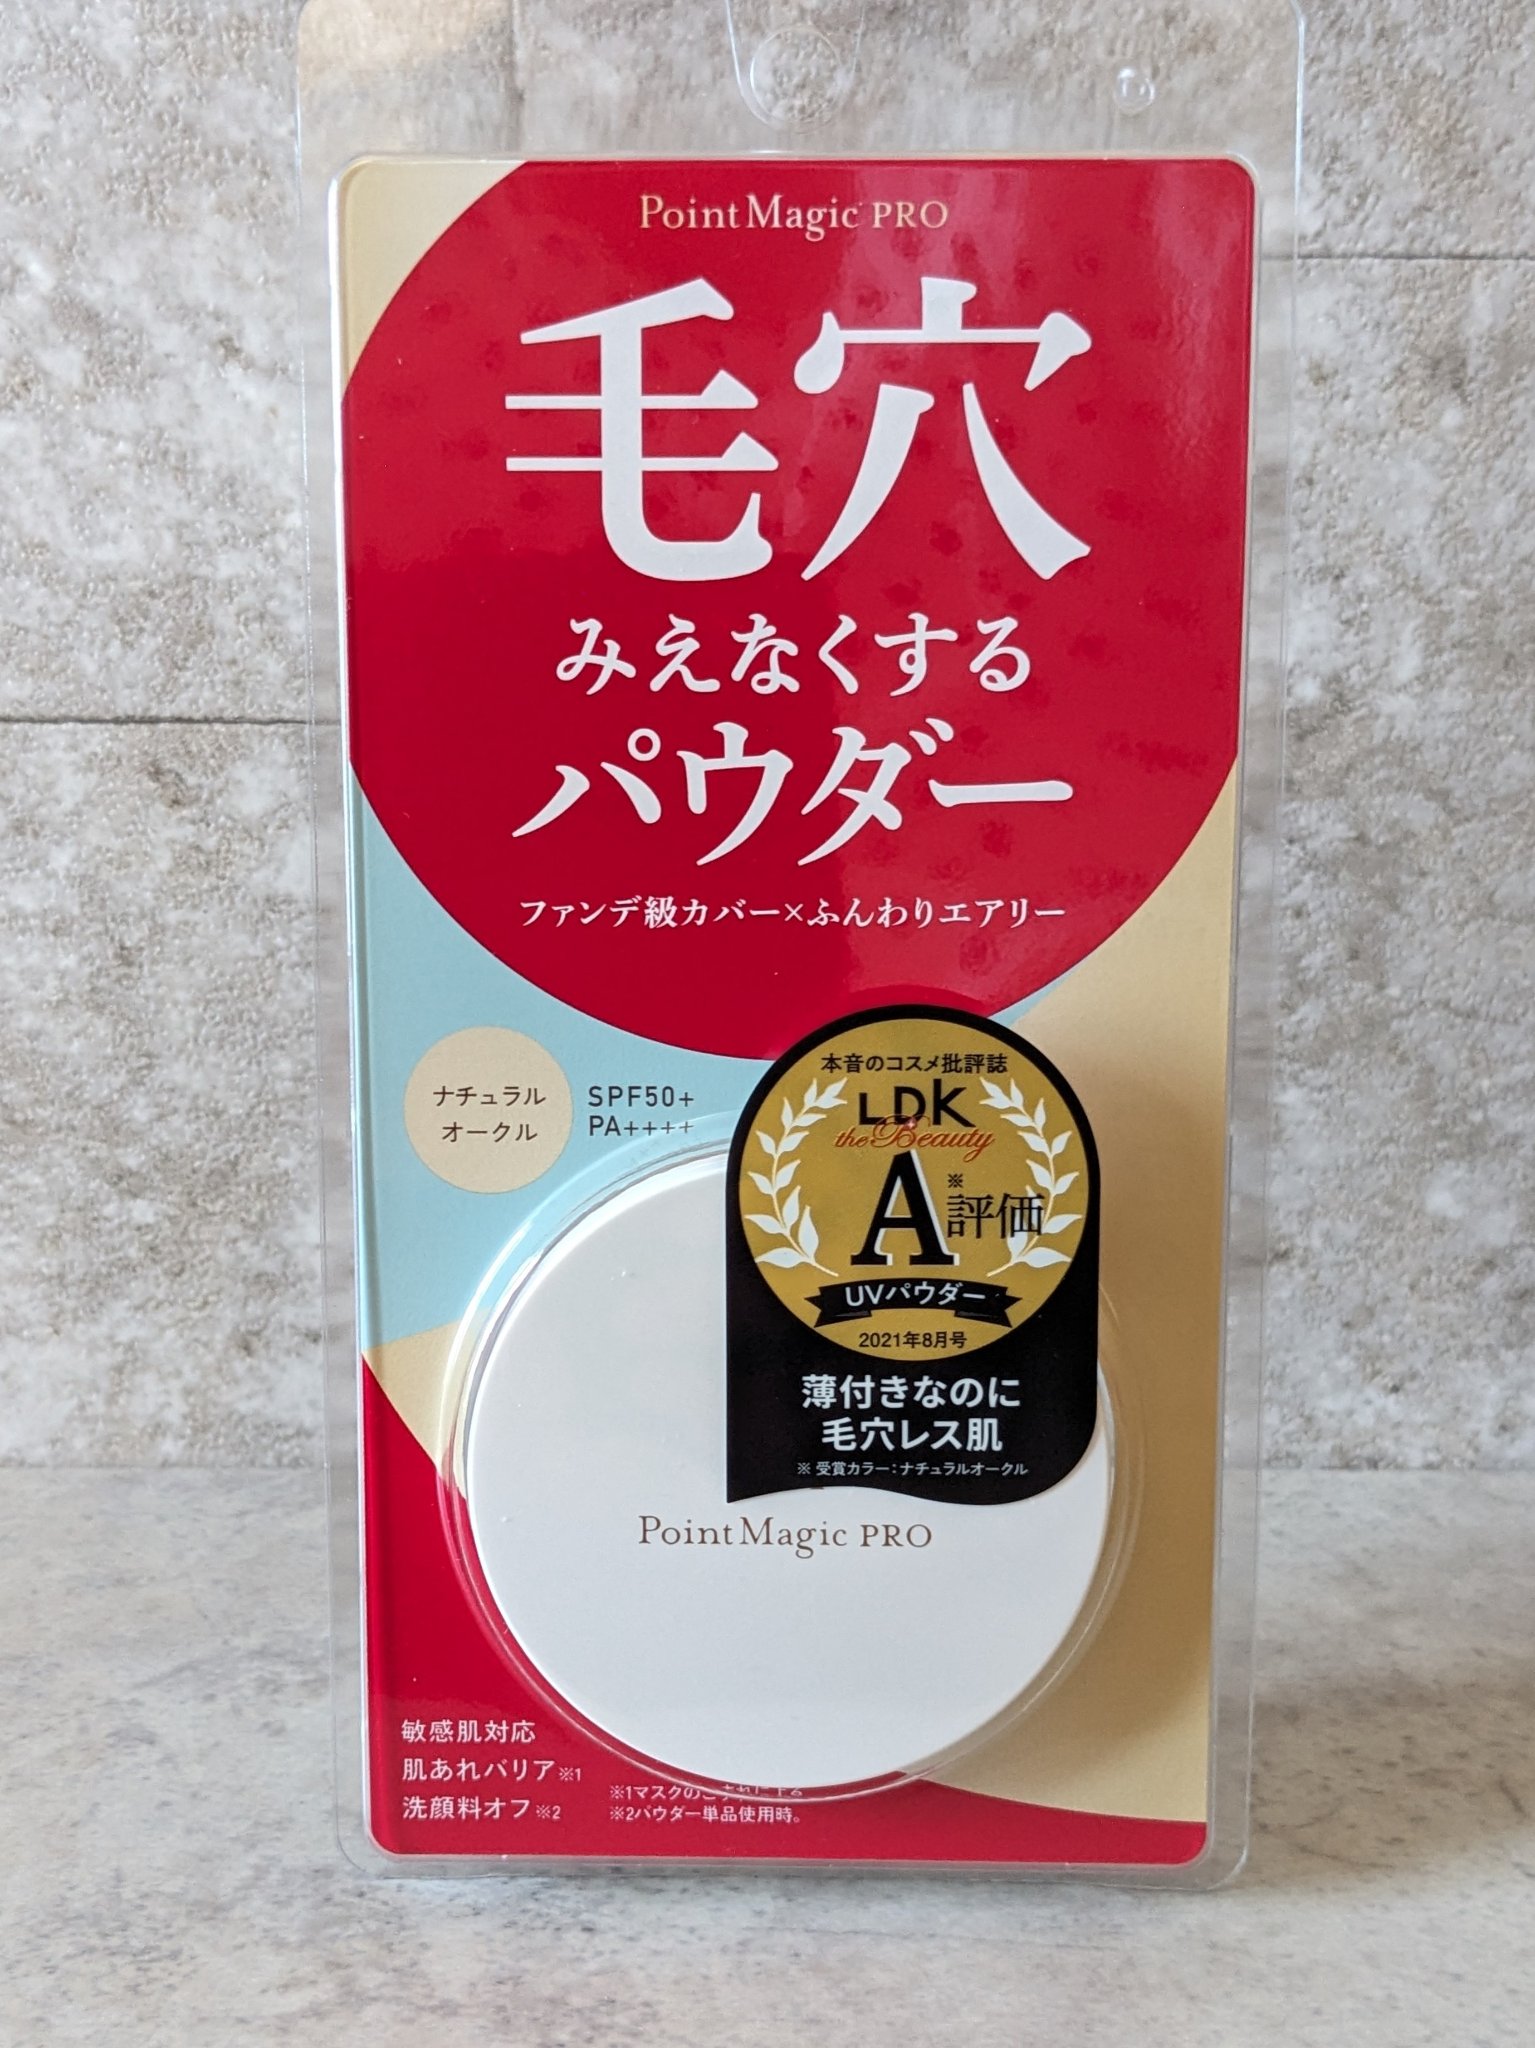 Point Magic PRO
毛穴
みえなくする
パウダー
ファンデ級カバー×ふんわりエアリー
ナチュラル
オークル
SPF50+
PA++++
本音のコスメ批評誌
LDK
the Beauty
A※評価
UVパウダー
2021年8月号
薄付きなのに
毛穴レス肌
※ 受賞カラー：ナチュラルオークル
Point Magic PRO
敏感肌対応
肌あれバリア※1
洗顔料オフ※2
※1マスクの
※2パウダー単品使用時。